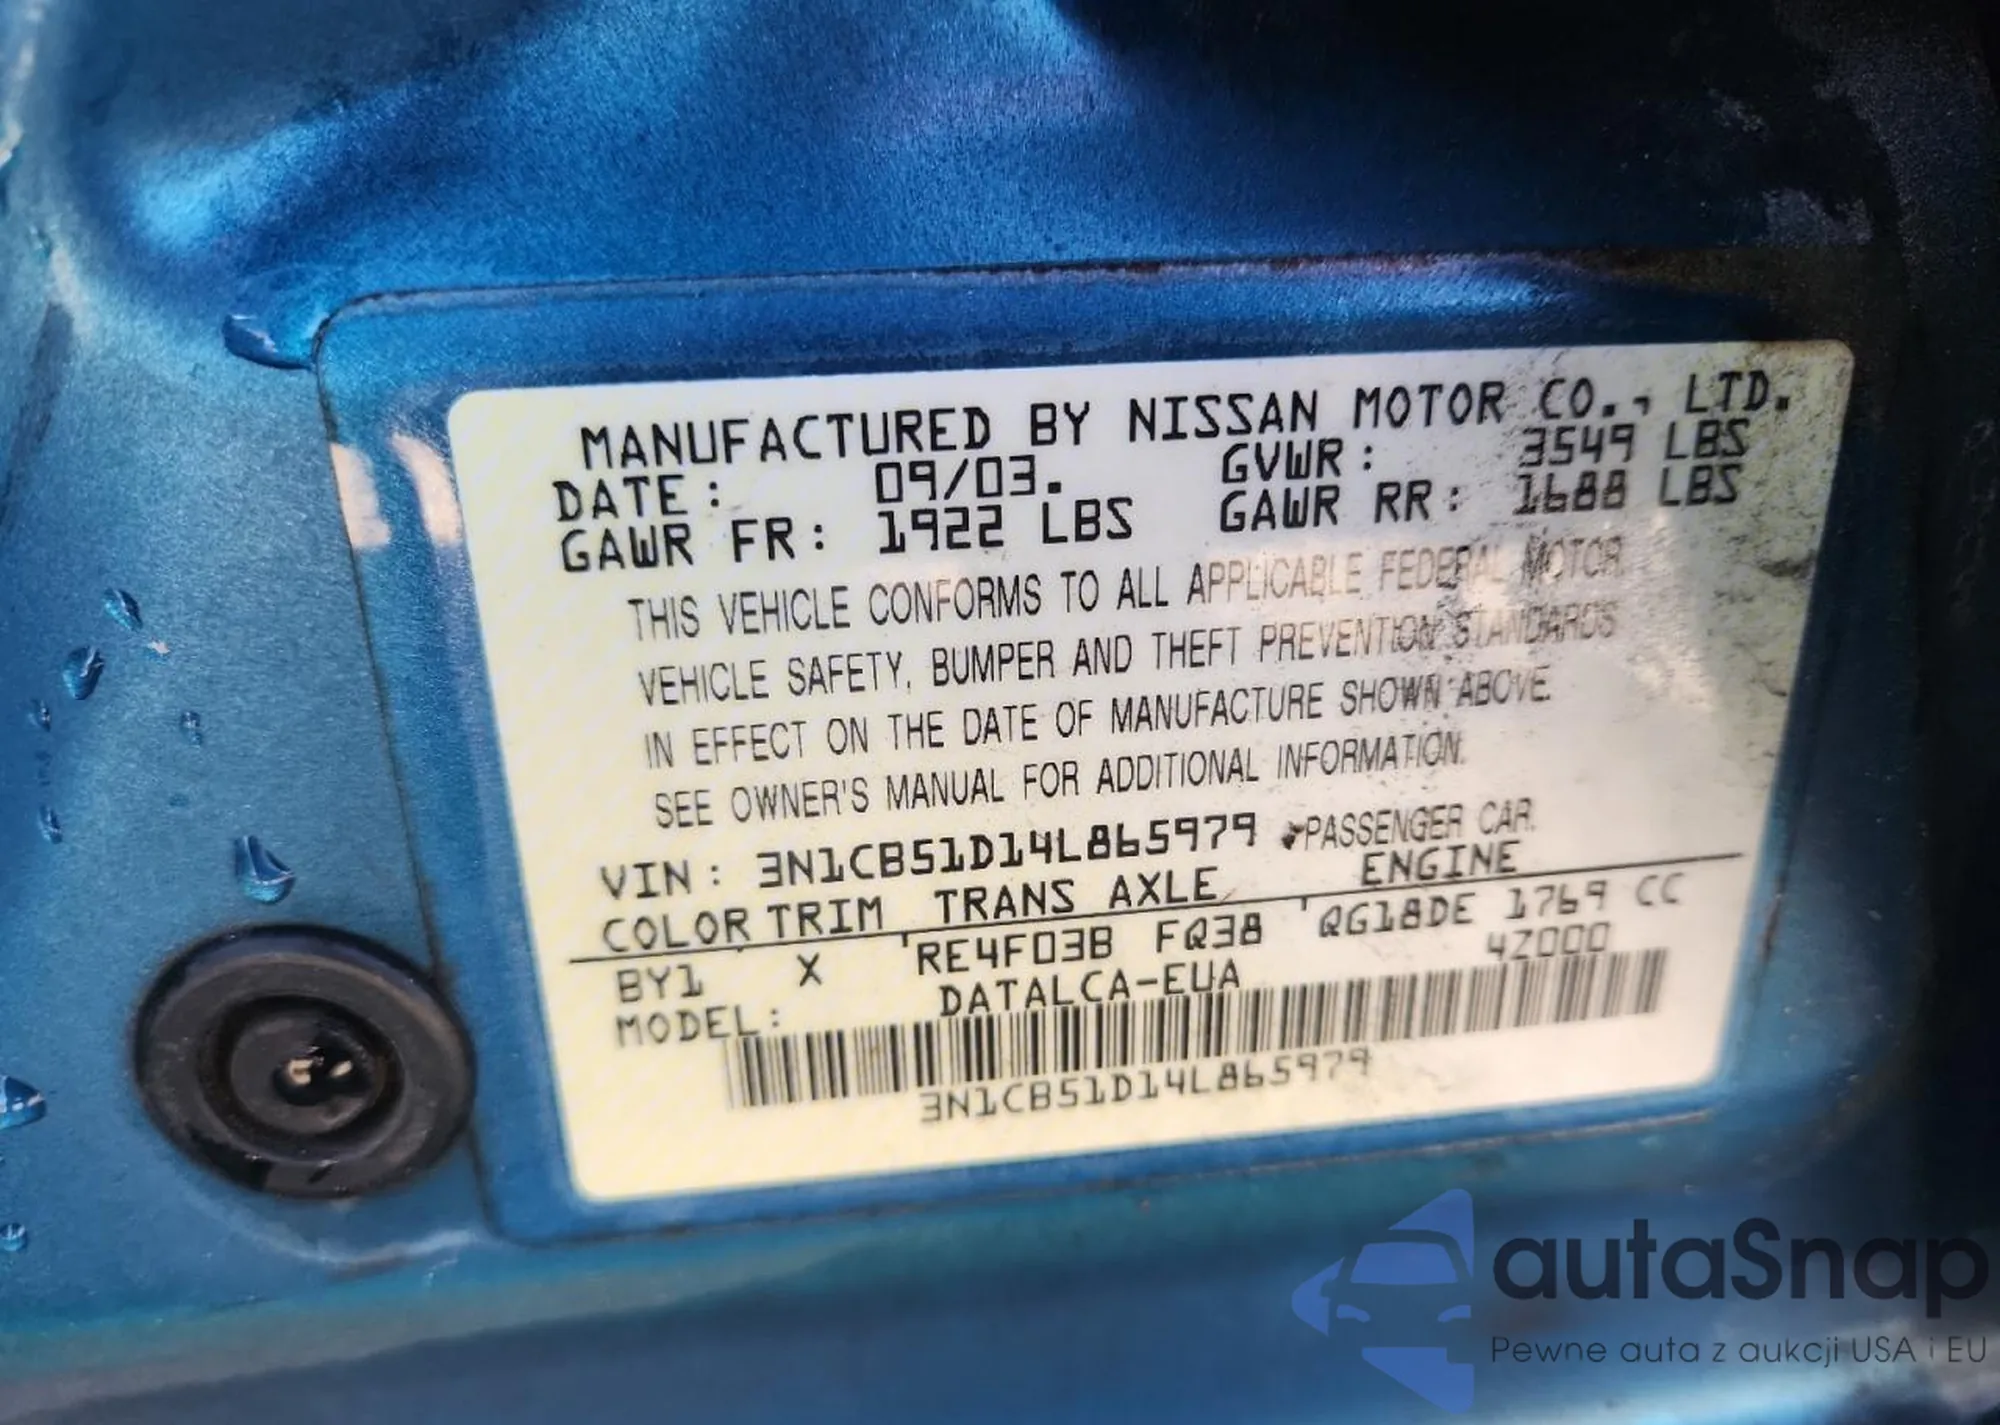 MANUFACTURED BY NISSAN MOTOR CO., LTD.
DATE: 09/03. GVWR: 3549 LBS
GAWR FR: 1922 LBS GAWR RR: 1688 LBS
THIS VEHICLE CONFORMS TO ALL APPLICABLE FEDERAL MOTOR
VEHICLE SAFETY, BUMPER AND THEFT PREVENTION STANDARDS
IN EFFECT ON THE DATE OF MANUFACTURE SHOWN ABOVE.
SEE OWNER'S MANUAL FOR ADDITIONAL INFORMATION.
VIN: 3N1CB51D14L865979 PASSENGER CAR.
COLOR TRIM TRANS AXLE ENGINE
BY1 X RE4F03B FQ38 QG18DE 1769 CC
MODEL: DATALCA-EUA 4Z000
3N1CB51D14L865979
autaSnap
Pewne auta z aukcji USA i EU